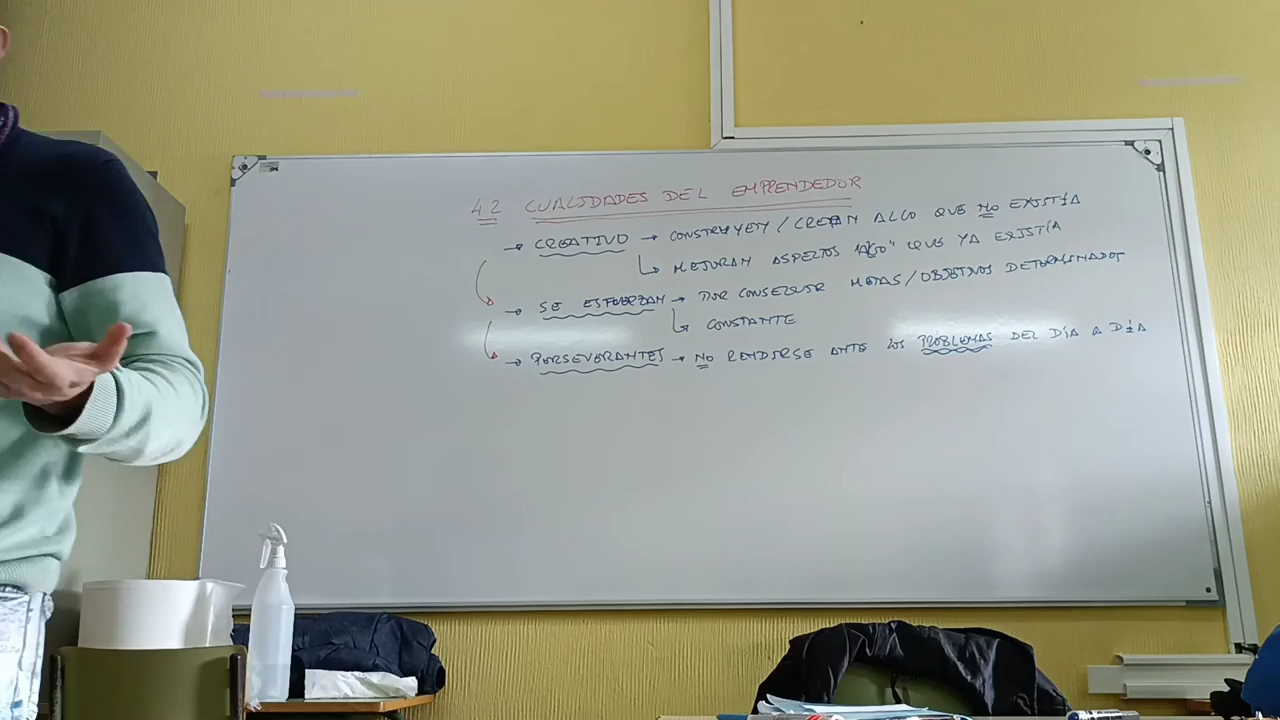 4.2 CUALIDADES DEL EMPRENDEDOR
→ CREATIVO → CONSTRUYEN / CREAN ALGO QUE NO EXISTÍA
↳ MEJORAN ASPECTOS "ALGO" QUE YA EXISTÍA
→ SE ESFUERZAN → POR CONSEGUIR METAS/OBJETIVOS DETERMINADOS
↳ CONSTANTE
→ PERSEVERANTES → NO RENDIRSE ANTE LOS PROBLEMAS DEL DÍA A DÍA